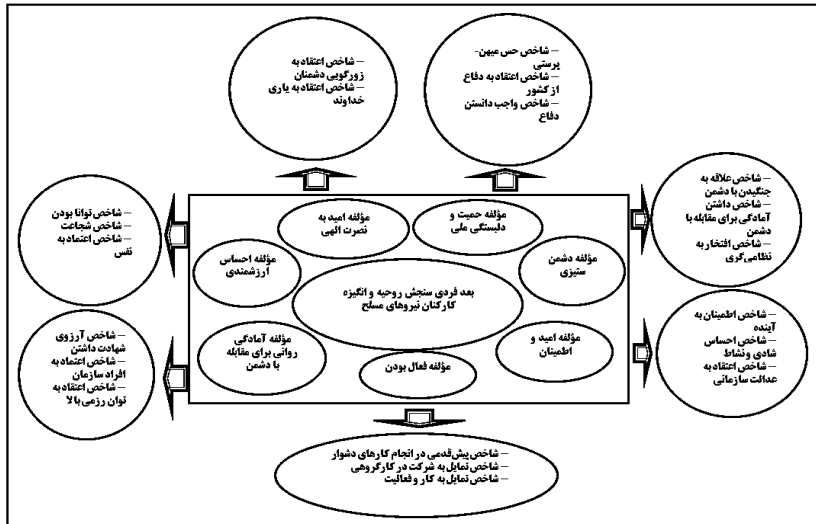 – شاخص حس میهن-
پرستی
– شاخص اعتقاد به دفاع
از کشور
– شاخص واجب دانستن
دفاع
– شاخص اعتقاد به
زورگویی دشمنان
– شاخص اعتقاد به یاری
خداوند
– شاخص علاقه به
جنگیدن با دشمن
– شاخص داشتن
آمادگی برای مقابله با
دشمن
– شاخص افتخار به
نظامی‌گری
– شاخص توانا بودن
– شاخص شجاعت
– شاخص اعتماد به
نفس
مؤلفه حمیت و
دلبستگی ملی
مؤلفه امید به
نصرت الهی
مؤلفه دشمن
ستیزی
مؤلفه احساس
ارزشمندی
بعد فردی سنجش روحیه و انگیزه
کارکنان نیروهای مسلح
مؤلفه امید و
اطمینان
مؤلفه فعال بودن
مؤلفه آمادگی
روانی برای مقابله
با دشمن
– شاخص اطمینان به
آینده
– شاخص احساس
شادی و نشاط
– شاخص اعتقاد به
عدالت سازمانی
– شاخص آرزوی
شهادت داشتن
– شاخص اعتماد به
افراد سازمان
– شاخص اعتقاد به
توان رزمی بالا
– شاخص پیش‌قدمی در انجام کارهای دشوار
– شاخص تمایل به شرکت در کارگروهی
– شاخص تمایل به کار و فعالیت